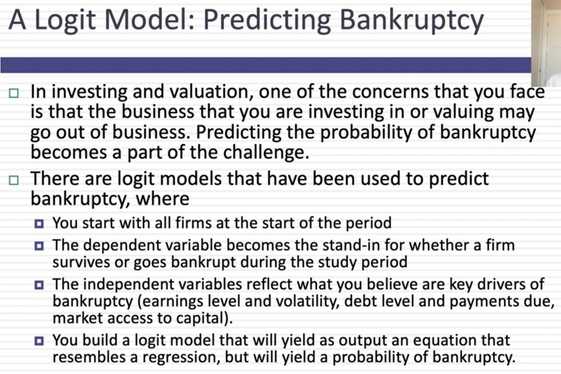 A Logit Model: Predicting Bankruptcy
In investing and valuation, one of the concerns that you face
is that the business that you are investing in or valuing may
go out of business. Predicting the probability of bankruptcy
becomes a part of the challenge.
There are logit models that have been used to predict
bankruptcy, where
You start with all firms at the start of the period
The dependent variable becomes the stand-in for whether a firm
survives or goes bankrupt during the study period
The independent variables reflect what you believe are key drivers of
bankruptcy (earnings level and volatility, debt level and payments due,
market access to capital).
You build a logit model that will yield as output an equation that
resembles a regression, but will yield a probability of bankruptcy.